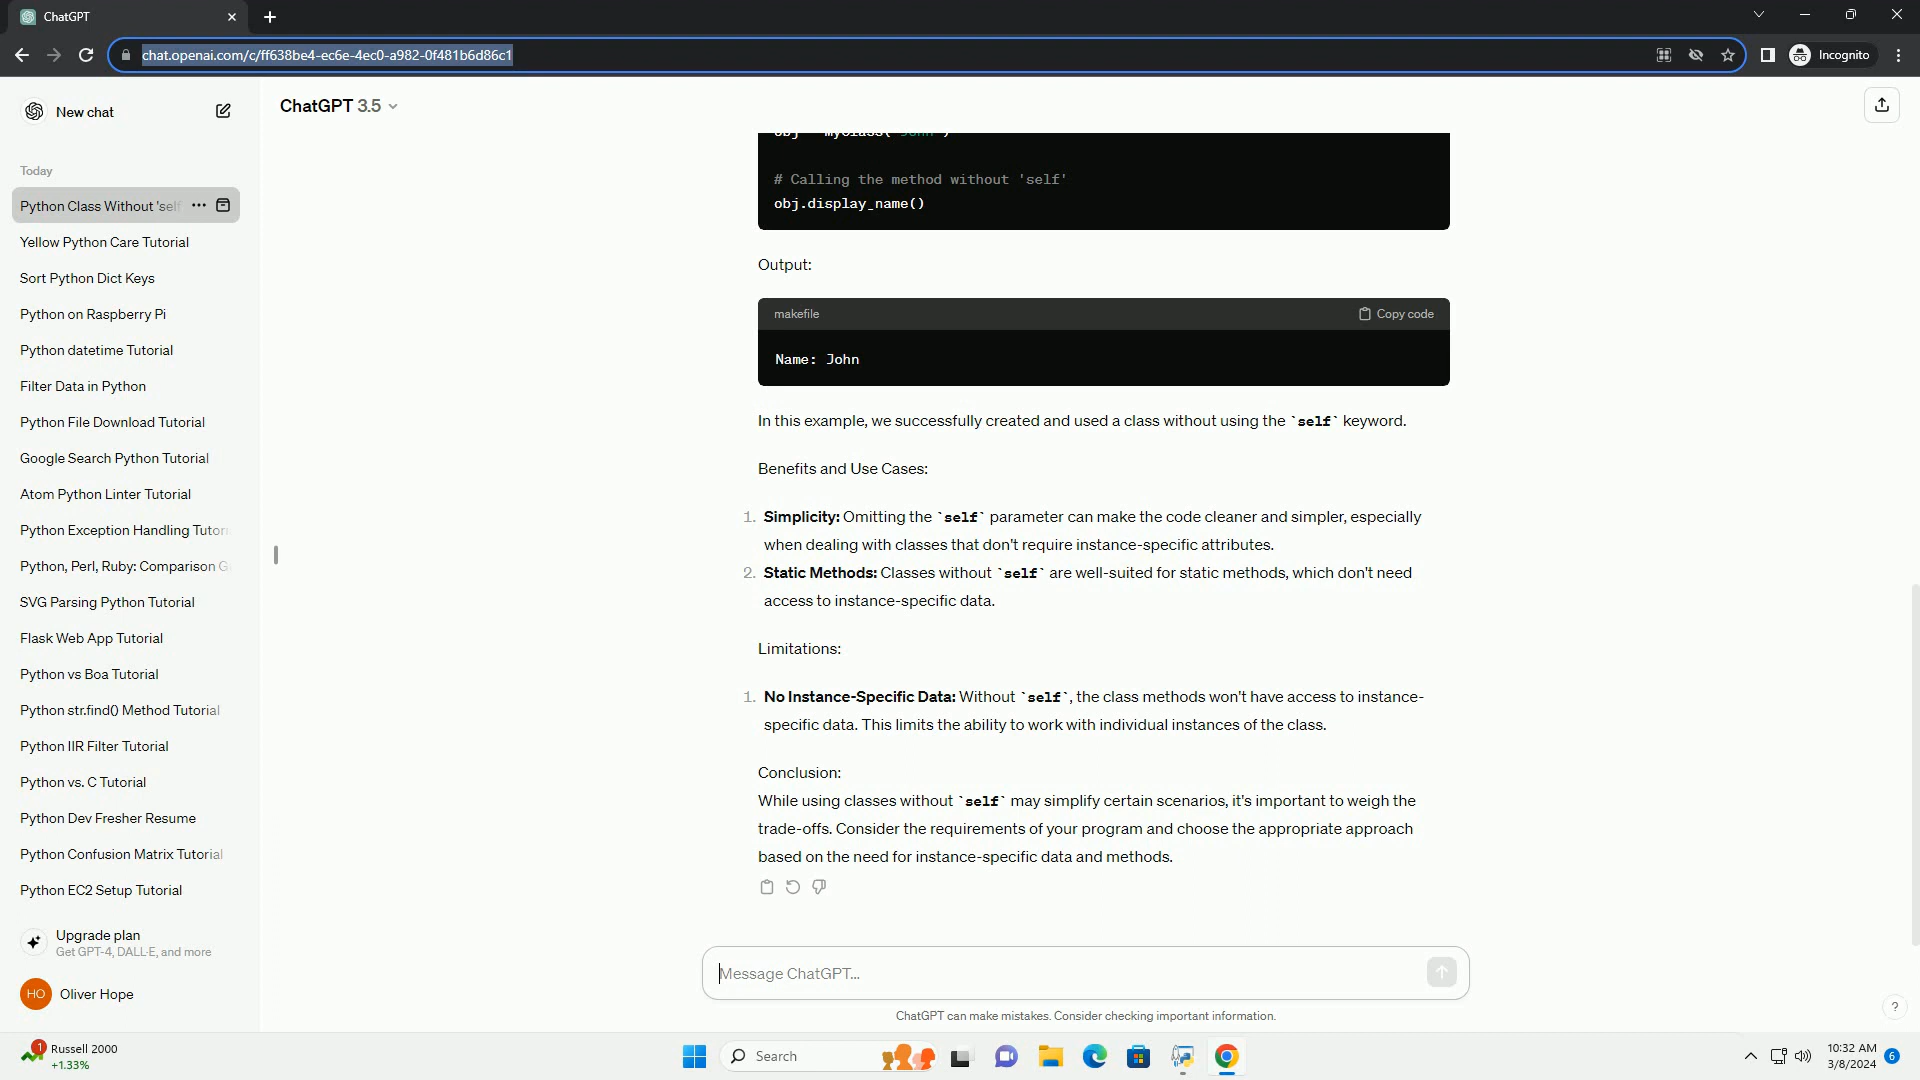 ChatGPT
chat.openai.com/c/ff638be4-ec6e-4ec0-a982-0f481b6d86c1
Incognito
New chat
ChatGPT 3.5
Today
Python Class Without 'self
Yellow Python Care Tutorial
Sort Python Dict Keys
Python on Raspberry Pi
Python datetime Tutorial
Filter Data in Python
Python File Download Tutorial
Google Search Python Tutorial
Atom Python Linter Tutorial
Python Exception Handling Tutori
Python, Perl, Ruby: Comparison G
SVG Parsing Python Tutorial
Flask Web App Tutorial
Python vs Boa Tutorial
Python str.find() Method Tutorial
Python IIR Filter Tutorial
Python vs. C Tutorial
Python Dev Fresher Resume
Python Confusion Matrix Tutorial
Python EC2 Setup Tutorial
Upgrade plan
Get GPT-4, DALL·E, and more
HO
Oliver Hope
# Calling the method without 'self'
obj.display_name()
Output:
makefile
Copy code
Name: John
In this example, we successfully created and used a class without using the `self` keyword.
Benefits and Use Cases:
1. Simplicity: Omitting the `self` parameter can make the code cleaner and simpler, especially
when dealing with classes that don't require instance-specific attributes.
2. Static Methods: Classes without `self` are well-suited for static methods, which don't need
access to instance-specific data.
Limitations:
1. No Instance-Specific Data: Without `self`, the class methods won't have access to instance-
specific data. This limits the ability to work with individual instances of the class.
Conclusion:
While using classes without `self` may simplify certain scenarios, it's important to weigh the
trade-offs. Consider the requirements of your program and choose the appropriate approach
based on the need for instance-specific data and methods.
Message ChatGPT...
ChatGPT can make mistakes. Consider checking important information.
?
1
Russell 2000
+1.33%
Search
10:32 AM
3/8/2024
6